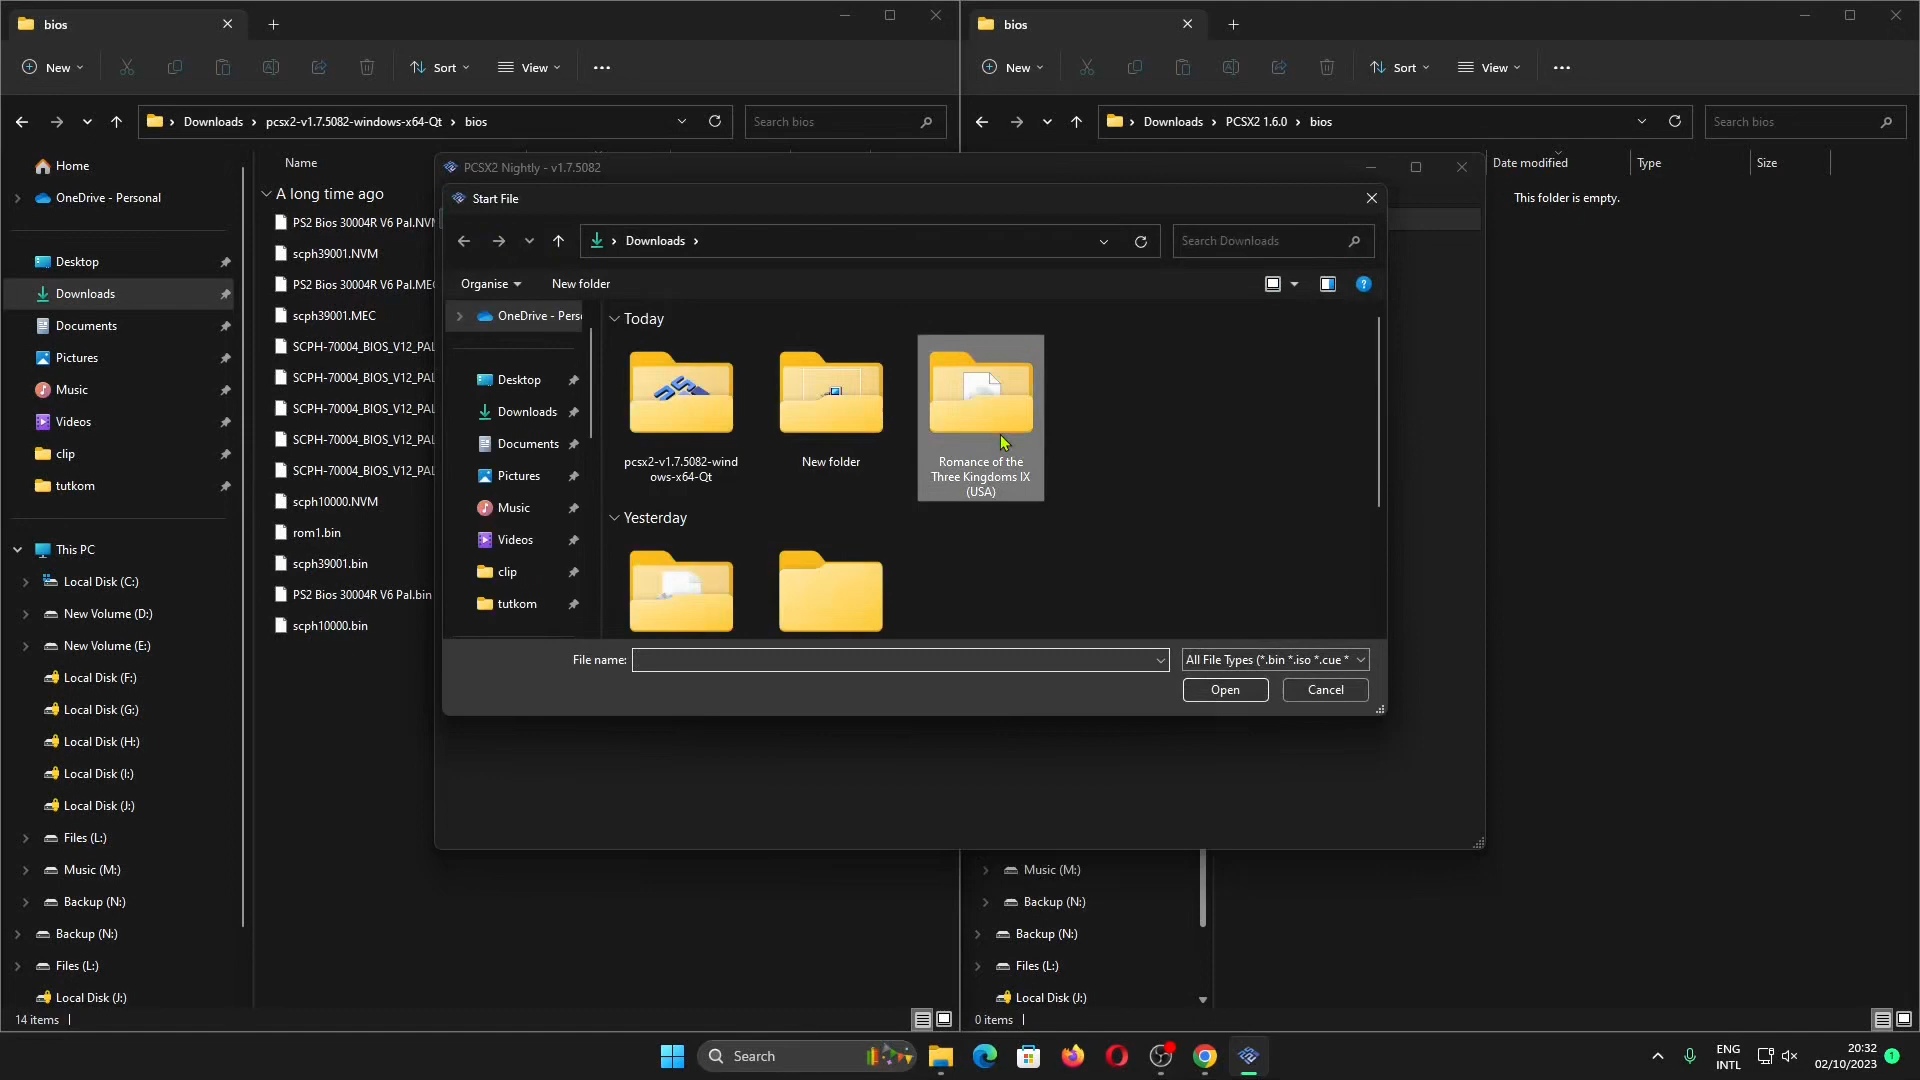 bios
New
Sort
View
Downloads > pcsx2-v1.7.5082-windows-x64-Qt > bios
Search bios
Home
OneDrive - Personal
Desktop
Downloads
Documents
Pictures
Music
Videos
clip
tutkom
This PC
Local Disk (C:)
New Volume (D:)
New Volume (E:)
Local Disk (F:)
Local Disk (G:)
Local Disk (H:)
Local Disk (I:)
Local Disk (J:)
Files (L:)
Music (M:)
Backup (N:)
Backup (N:)
Files (L:)
Local Disk (J:)
14 items
Name
A long time ago
PS2 Bios 30004R V6 Pal.NVM
scph39001.NVM
PS2 Bios 30004R V6 Pal.MEC
scph39001.MEC
SCPH-70004_BIOS_V12_PAL
SCPH-70004_BIOS_V12_PAL
SCPH-70004_BIOS_V12_PAL
SCPH-70004_BIOS_V12_PAL
SCPH-70004_BIOS_V12_PAL
scph10000.NVM
rom1.bin
scph39001.bin
PS2 Bios 30004R V6 Pal.bin
scph10000.bin
PCSX2 Nightly - v1.7.5082
Start File
Downloads >
Search Downloads
Organise
New folder
OneDrive - Perso
Desktop
Downloads
Documents
Pictures
Music
Videos
clip
tutkom
Today
pcsx2-v1.7.5082-wind
ows-x64-Qt
New folder
Romance of the
Three Kingdoms IX
(USA)
Yesterday
File name:
All File Types (*.bin *.iso *.cue *
Open
Cancel
bios
New
Sort
View
Downloads > PCSX2 1.6.0 > bios
Search bios
Date modified
Type
Size
This folder is empty.
Music (M:)
Backup (N:)
Backup (N:)
Files (L:)
Local Disk (J:)
0 items
Search
ENG
INTL
20:32
02/10/2023
1